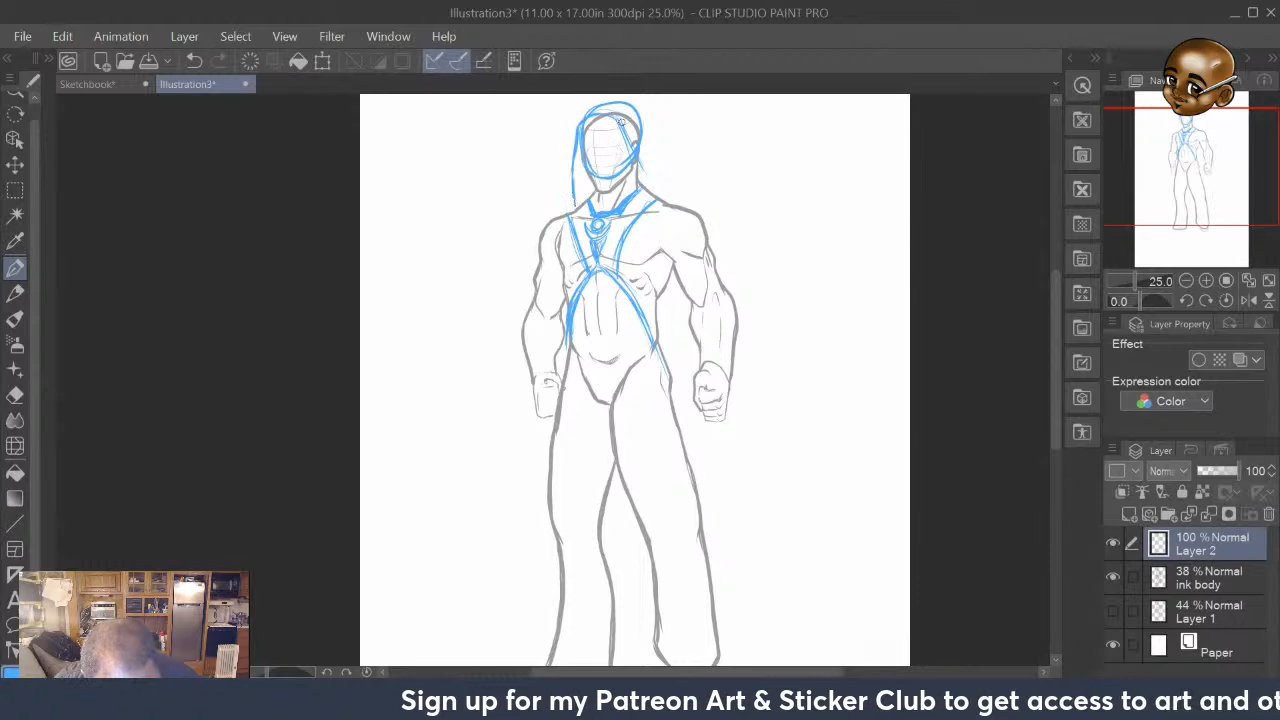 Illustration3* (11.00 x 17.00in 300dpi 25.0%) - CLIP STUDIO PAINT PRO
File Edit Animation Layer Select View Filter Window Help
Sketchbook* Illustration3*
25.0
0.0
Layer Property
Effect
Expression color
Color
Layer
Norm 100
100 % Normal
Layer 2
38 % Normal
ink body
44 % Normal
Layer 1
Paper
Sign up for my Patreon Art & Sticker Club to get access to art and ot